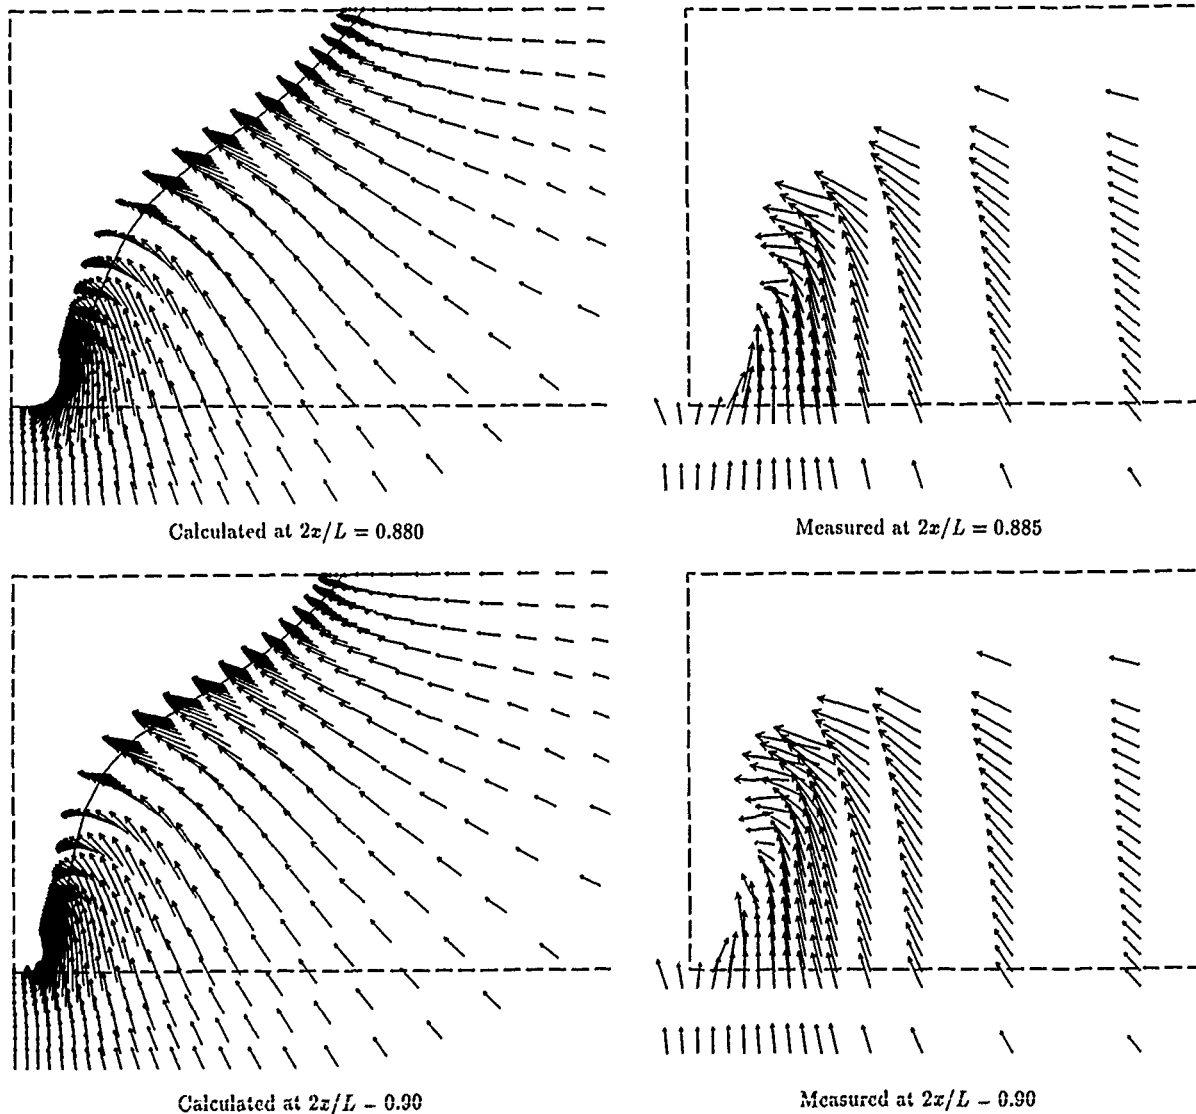 Calculated at 2x/L = 0.880
Measured at 2x/L = 0.885
Calculated at 2x/L – 0.90
Measured at 2x/L – 0.90